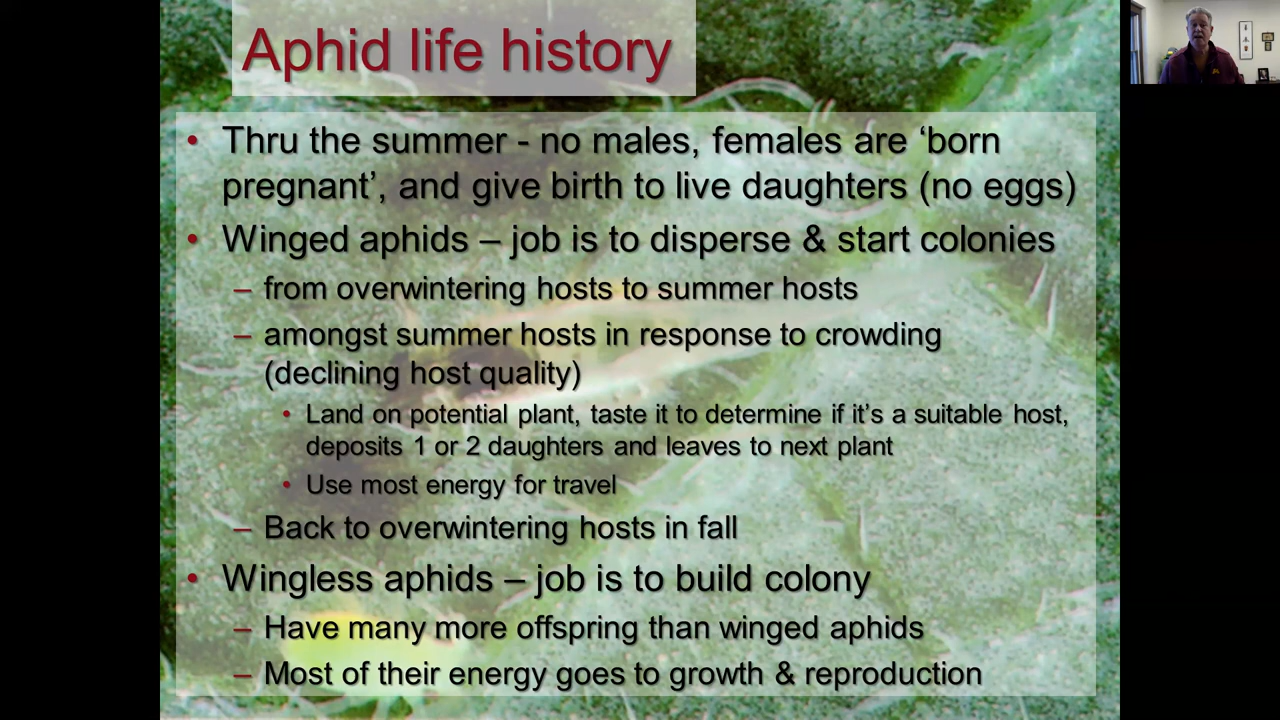 Aphid life history
• Thru the summer - no males, females are ‘born
pregnant’, and give birth to live daughters (no eggs)
• Winged aphids – job is to disperse & start colonies
– from overwintering hosts to summer hosts
– amongst summer hosts in response to crowding
(declining host quality)
• Land on potential plant, taste it to determine if it’s a suitable host,
deposits 1 or 2 daughters and leaves to next plant
• Use most energy for travel
– Back to overwintering hosts in fall
• Wingless aphids – job is to build colony
– Have many more offspring than winged aphids
– Most of their energy goes to growth & reproduction